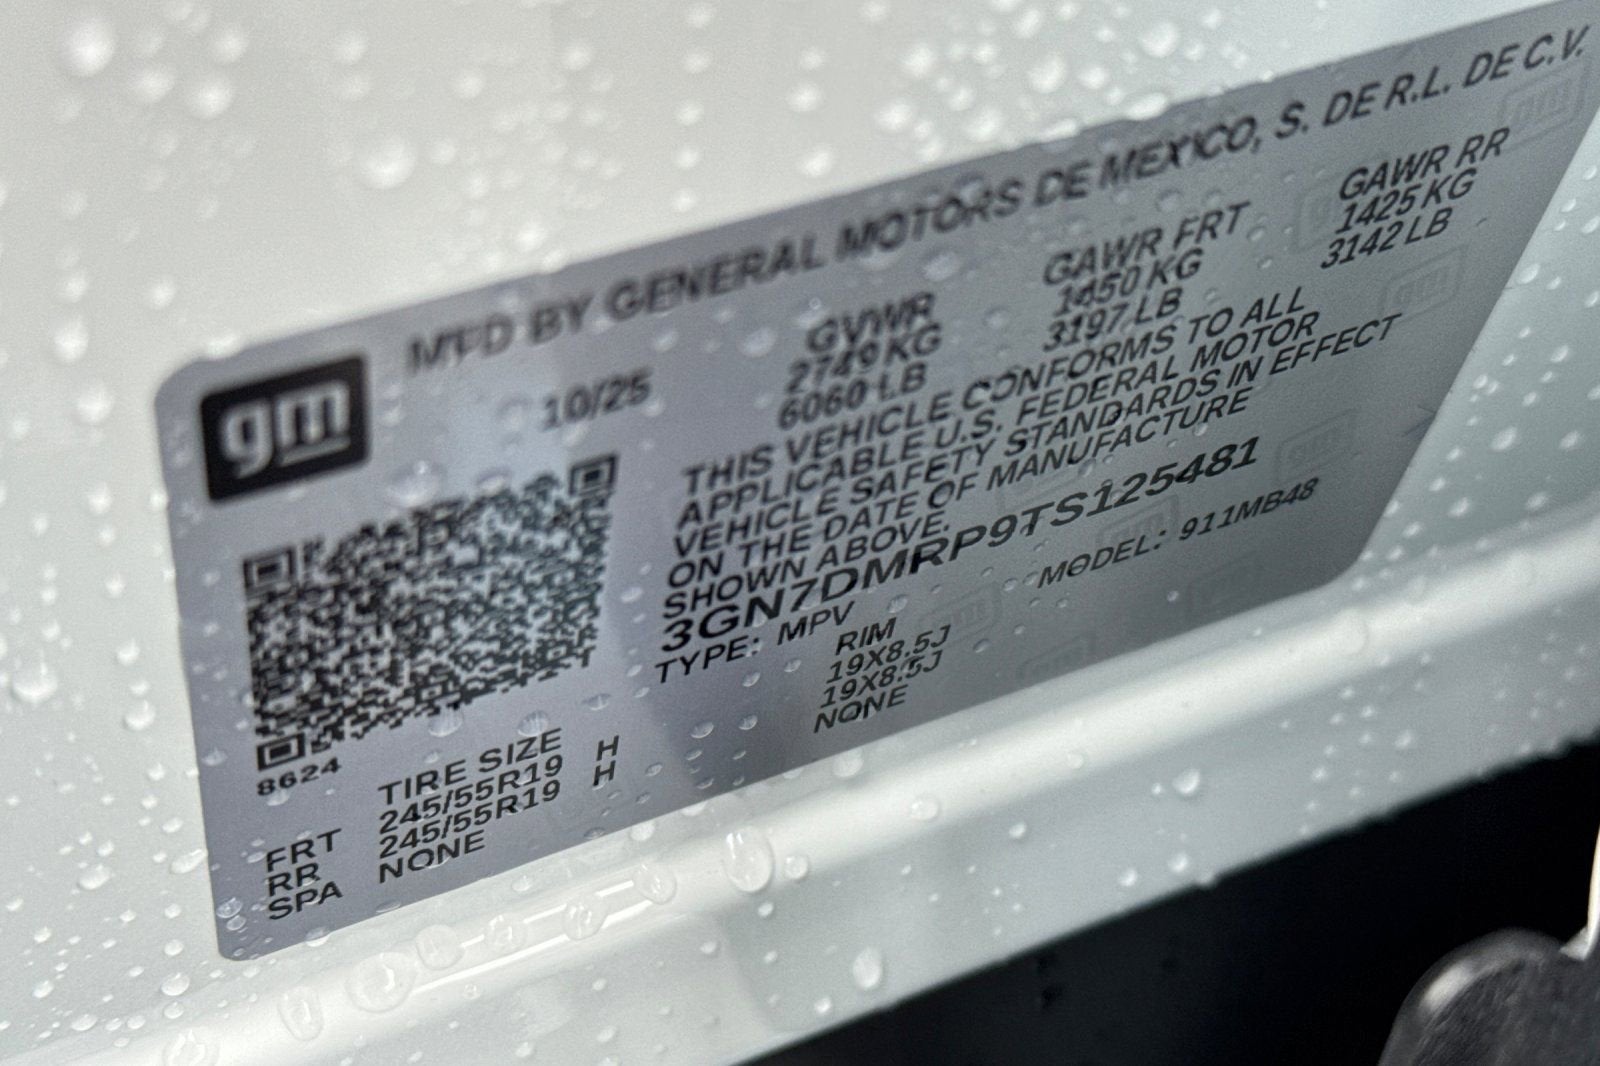 gm
MFD BY GENERAL MOTORS DE MEXICO, S. DE R.L. DE C.V.
10/25
GVWR GAWR FRT GAWR RR
2749 KG 1450 KG 1425 KG
6060 LB 3197 LB 3142 LB
THIS VEHICLE CONFORMS TO ALL
APPLICABLE U.S. FEDERAL MOTOR
VEHICLE SAFETY STANDARDS IN EFFECT
ON THE DATE OF MANUFACTURE
SHOWN ABOVE.
3GN7DMRP9TS125481
TYPE: MPV MODEL: 911MB48
8624
TIRE SIZE RIM
FRT 245/55R19 H 19X8.5J
RR 245/55R19 H 19X8.5J
SPA NONE NONE